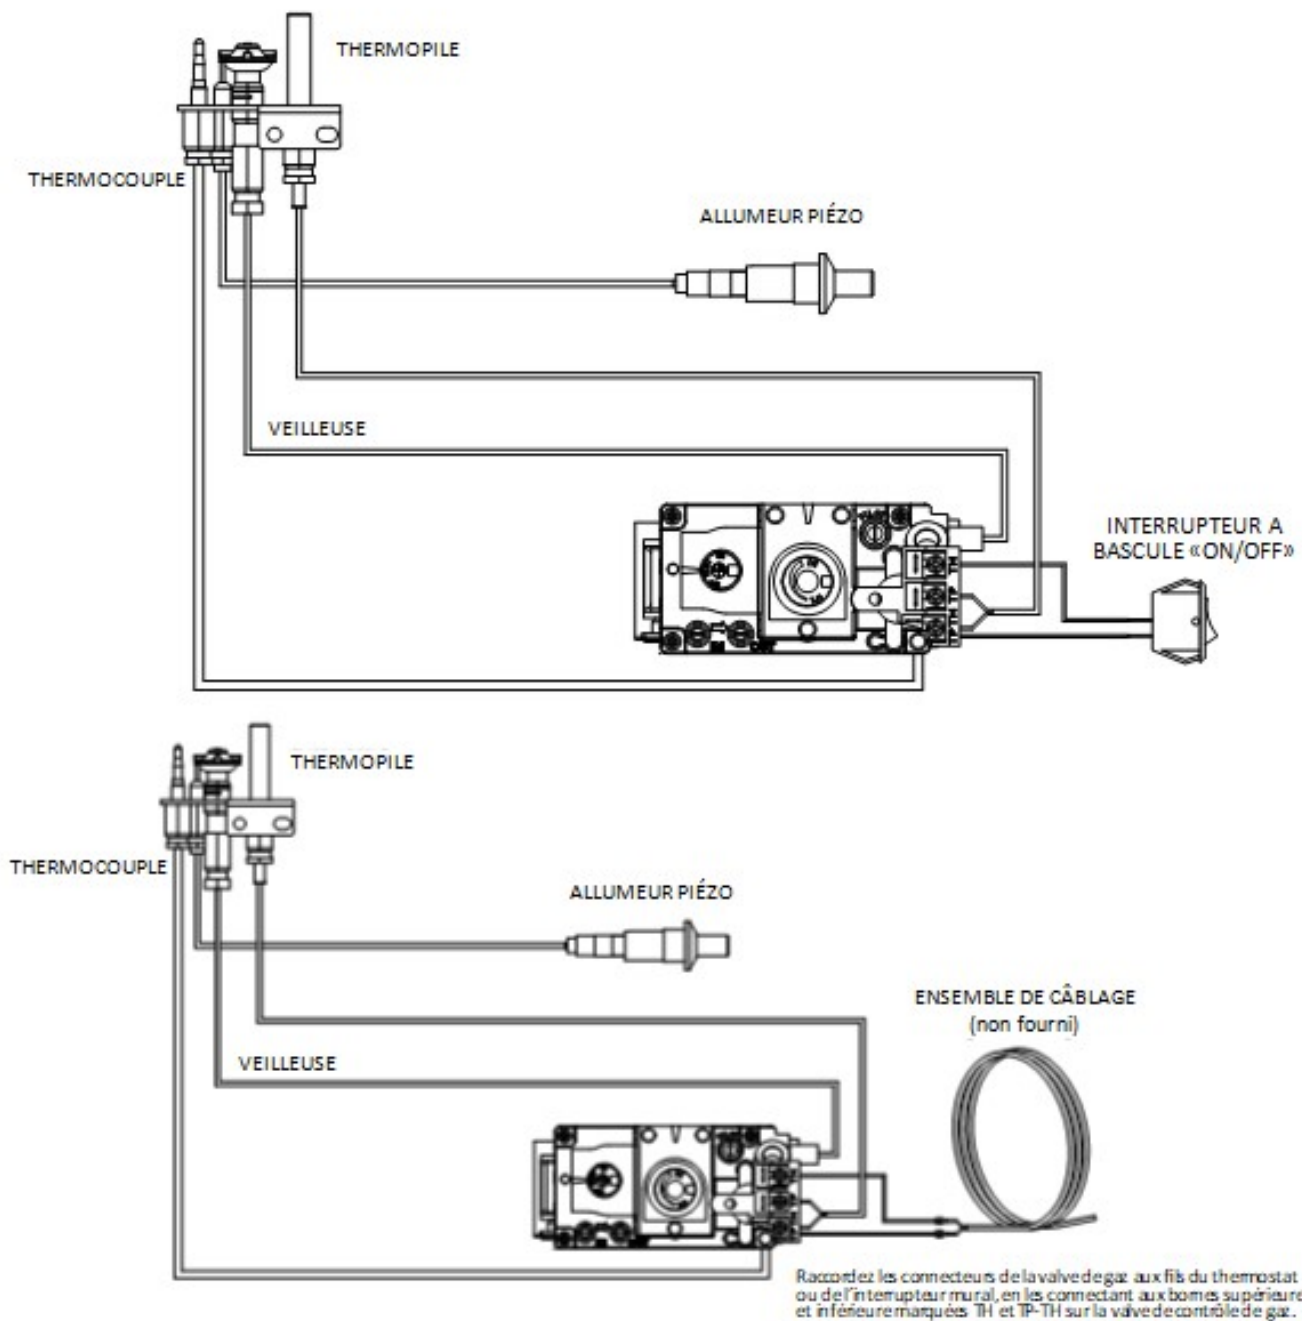 THERMOPILE
THERMOCOUPLE
ALLUMEUR PIÉZO
VEILLEUSE
INTERRUPTEUR A
BASCULE «ON/OFF»
TH
TP
THERMOPILE
THERMOCOUPLE
ALLUMEUR PIÉZO
ENSEMBLE DE CÂBLAGE
(non fourni)
VEILLEUSE
Raccordez les connecteurs de la valve de gaz aux fils du thermostat
ou de l'interrupteur mural, en les connectant aux bornes supérieure
et inférieure marquées TH et TP-TH sur la valve de contrôle de gaz.